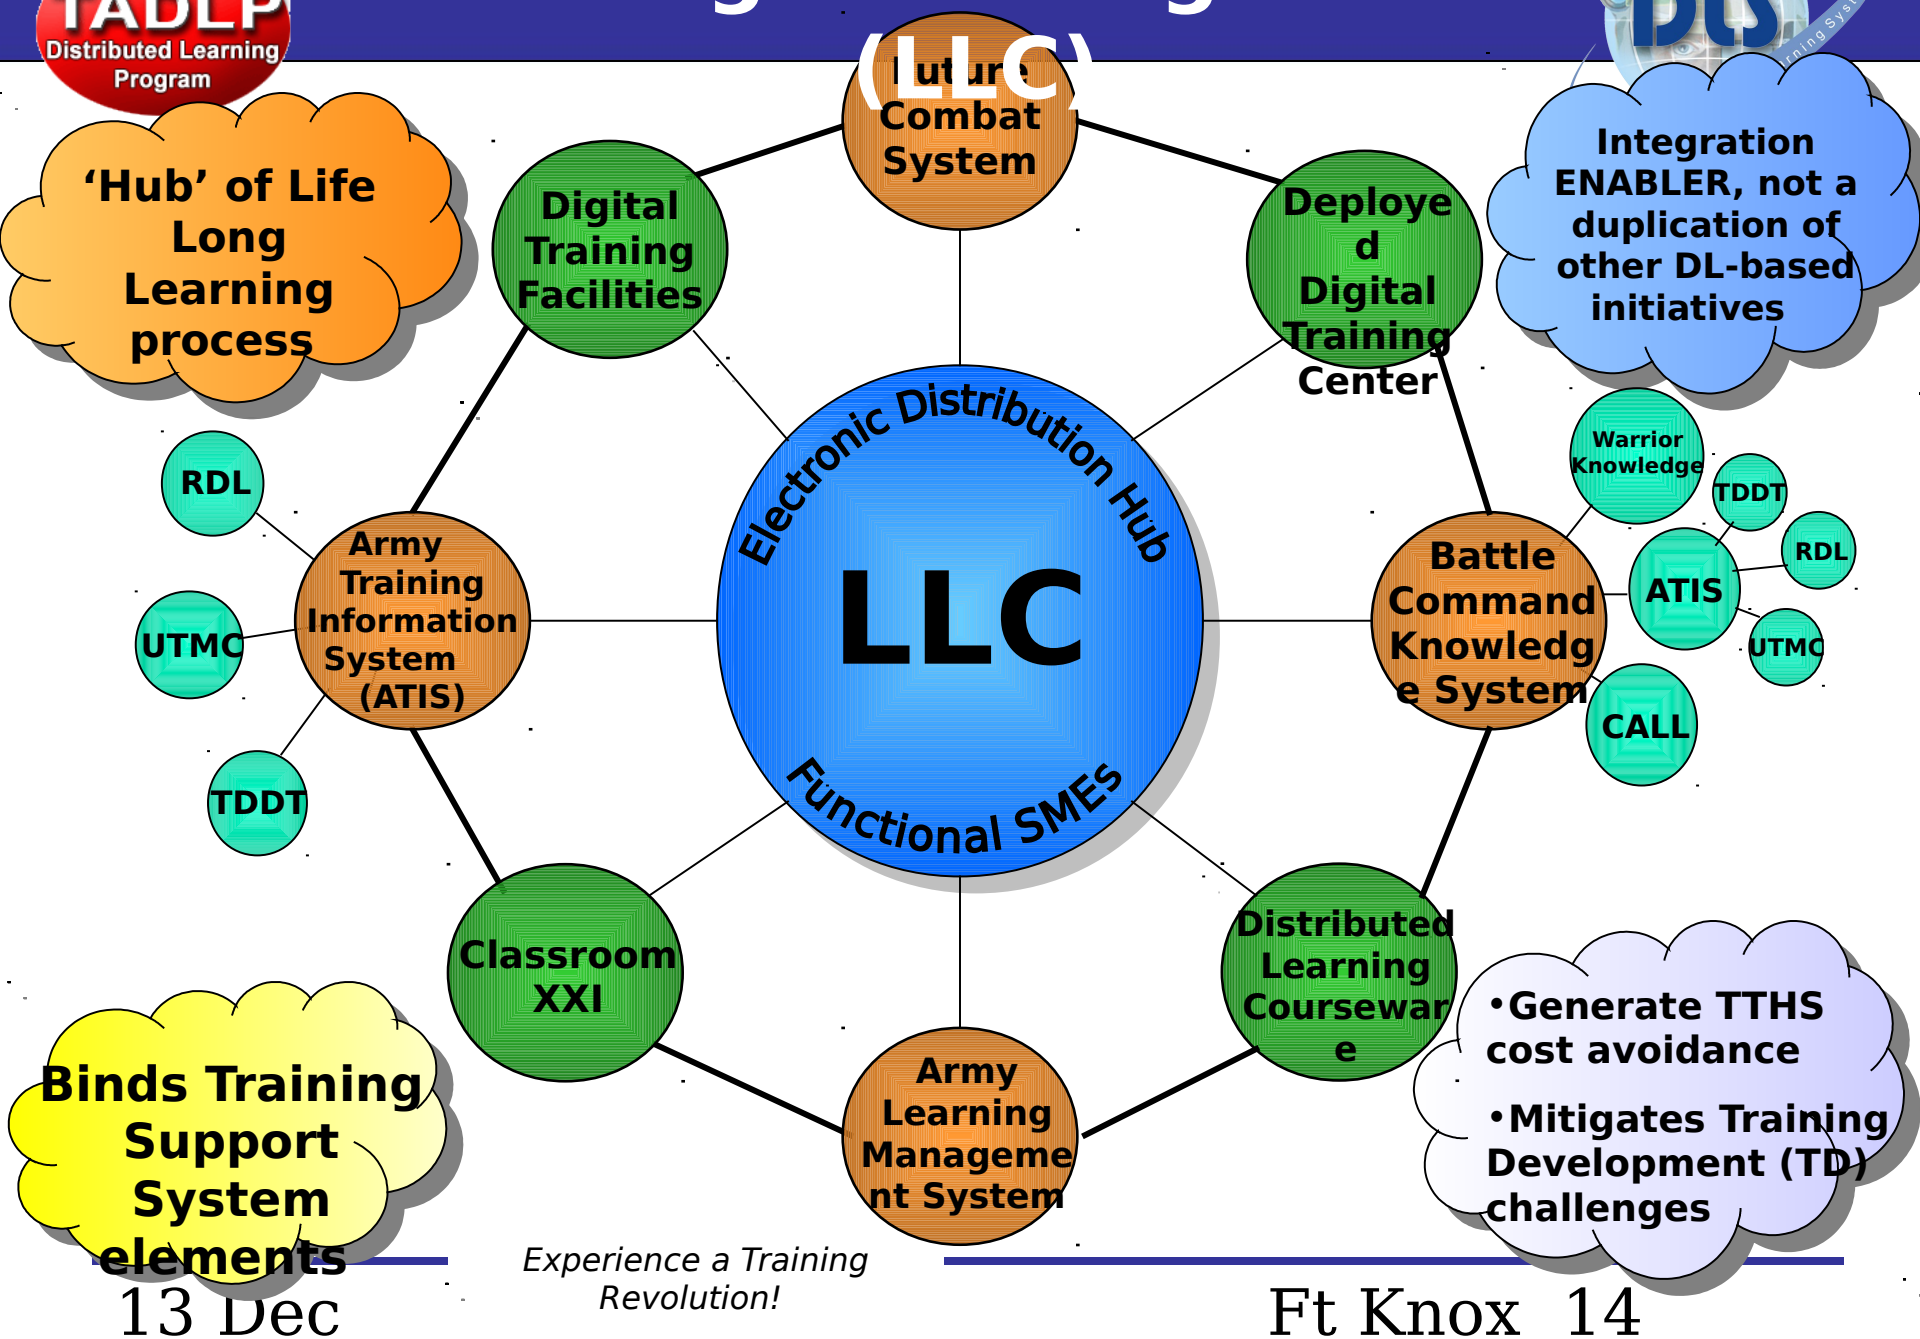 TADLP
Distributed Learning
Program
(LLC)
DLS
Future
Combat
System
‘Hub’ of Life
Long
Learning
process
Digital
Training
Facilities
Deploye
d
Digital
Training
Center
Integration
ENABLER, not a
duplication of
other DL-based
initiatives
Electronic Distribution Hub
LLC
Functional SMEs
RDL
UTMC
TDDT
Army
Training
Information
System
(ATIS)
Battle
Command
Knowledg
e System
Warrior
Knowledge
TDDT
RDL
ATIS
UTMC
CALL
Classroom
XXI
Distributed
Learning
Coursewar
e
Army
Learning
Manageme
nt System
Binds Training
Support
System
elements
•Generate TTHS
cost avoidance
•Mitigates Training
Development (TD)
challenges
Experience a Training
Revolution!
13 Dec
Ft Knox 14